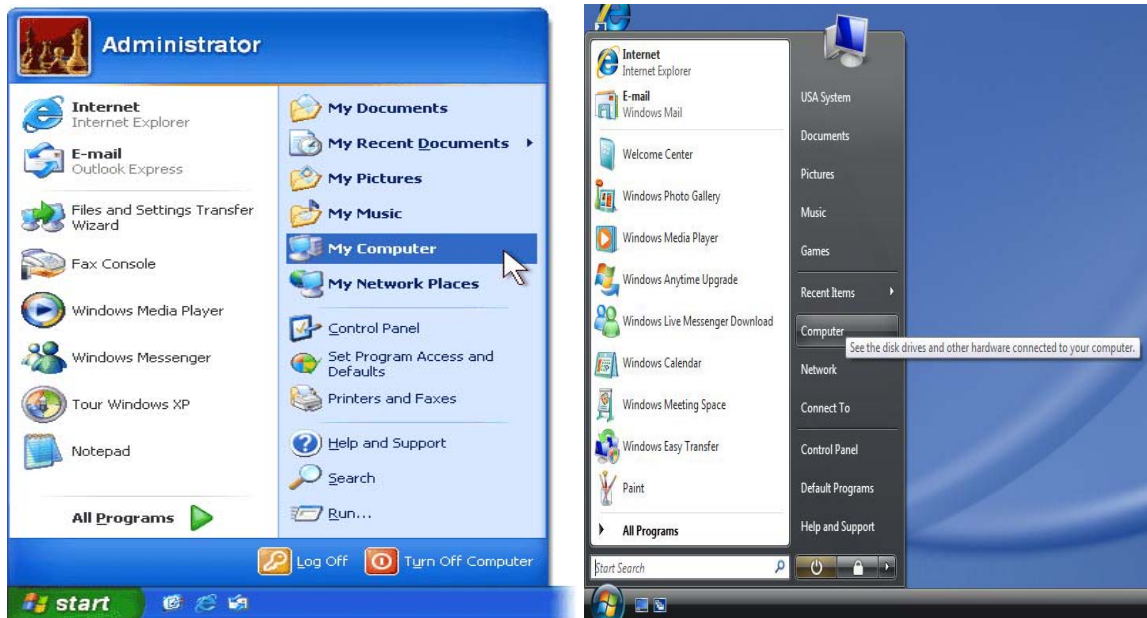 Administrator
Internet
Internet Explorer
E-mail
Outlook Express
Files and Settings Transfer
Wizard
Fax Console
Windows Media Player
Windows Messenger
Tour Windows XP
Notepad
All Programs
My Documents
My Recent Documents
My Pictures
My Music
My Computer
My Network Places
Control Panel
Set Program Access and
Defaults
Printers and Faxes
Help and Support
Search
Run...
Log Off
Turn Off Computer
start
Internet
Internet Explorer
E-mail
Windows Mail
Welcome Center
Windows Photo Gallery
Windows Media Player
Windows Anytime Upgrade
Windows Live Messenger Download
Windows Calendar
Windows Meeting Space
Windows Easy Transfer
Paint
All Programs
Start Search
USA System
Documents
Pictures
Music
Games
Recent Items
Computer
See the disk drives and other hardware connected to your computer.
Network
Connect To
Control Panel
Default Programs
Help and Support